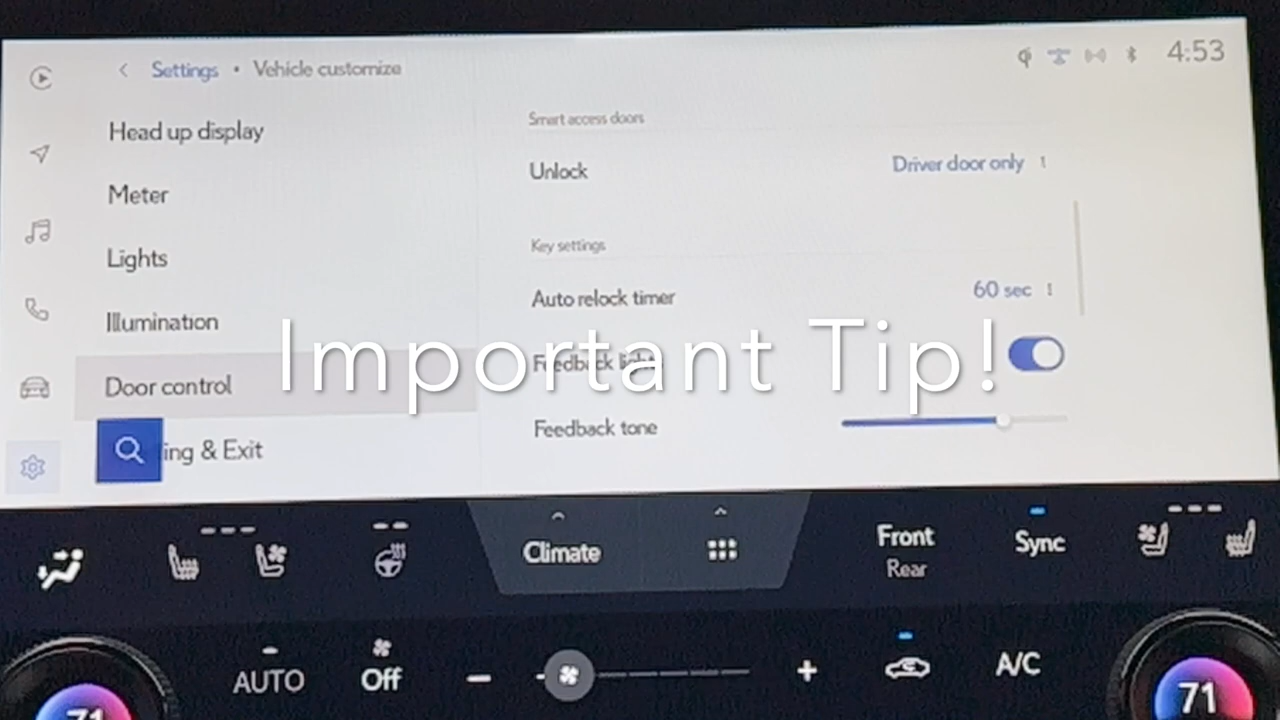 Settings • Vehicle customize
4:53
Head up display
Meter
Lights
Illumination
Door control
ing & Exit
Smart access doors
Unlock
Driver door only
Key settings
Auto relock timer
60 sec
Feedback
Feedback tone
Important Tip!
Climate
Front
Rear
Sync
AUTO
Off
A/C
71
71